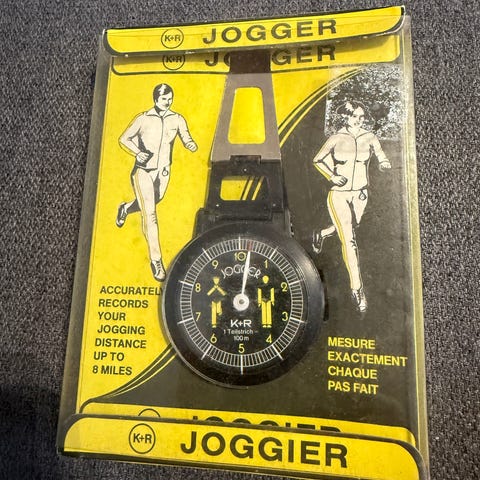 K+R JOGGER
K+R JOGGER
ACCURATELY
RECORDS
YOUR
JOGGING
DISTANCE
UP TO
8 MILES
10
1
2
3
4
5
6
7
8
9
JOGGER
K+R
1 Teilstrich =
100 m
MESURE
EXACTEMENT
CHAQUE
PAS FAIT
K+R JOGGIER